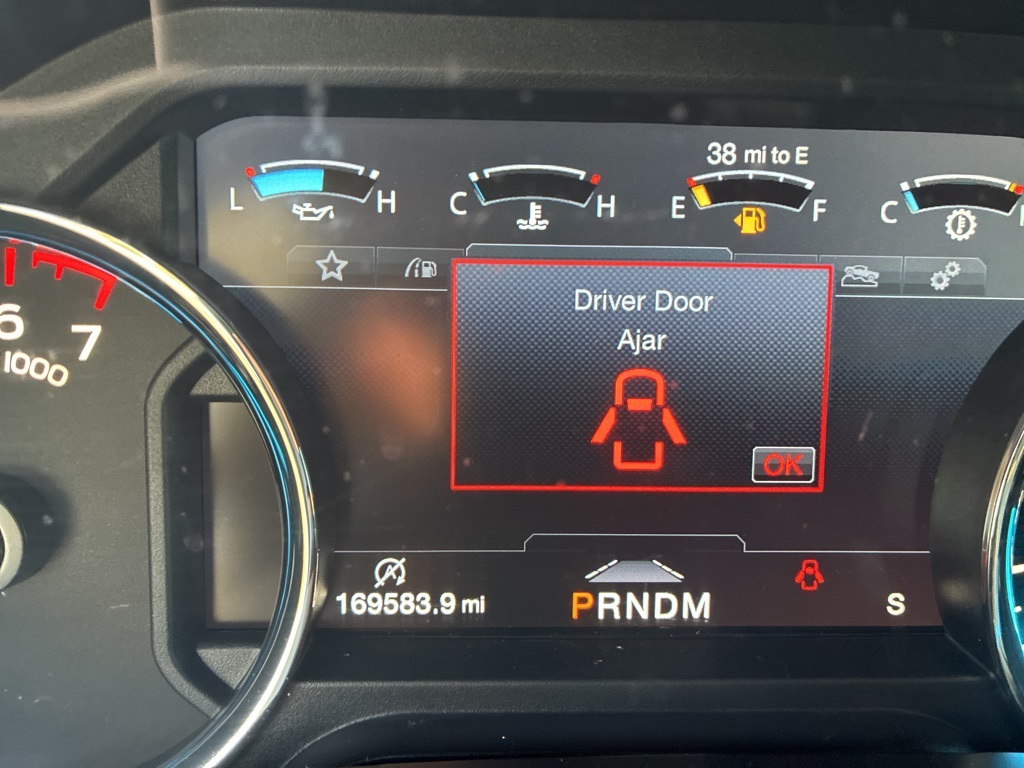 38 mi to E
L H
C H
E F
C
Driver Door
Ajar
OK
6
7
1000
A
169583.9 mi
PRNDM
S